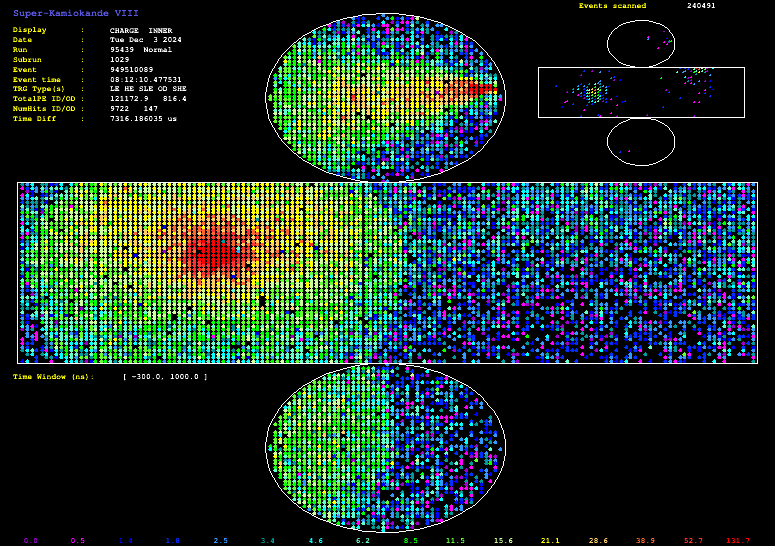 Super-Kamiokande VIII
Events scanned 240491
Display : CHARGE INNER
Date : Tue Dec 3 2024
Run : 95439 Normal
Subrun : 1029
Event : 949510089
Event time : 08:12:10.477531
TRG Type(s) : LE HE SLE OD SHE
TotalPE ID/OD : 121172.9 816.4
NumHits ID/OD : 9722 147
Time Diff : 7316.186035 us
Time Window (ns): [ -300.0, 1000.0 ]
0.0 0.5 1.8 2.5 3.4 4.6 6.2 8.5 11.5 15.6 21.1 28.6 38.9 52.7 131.7